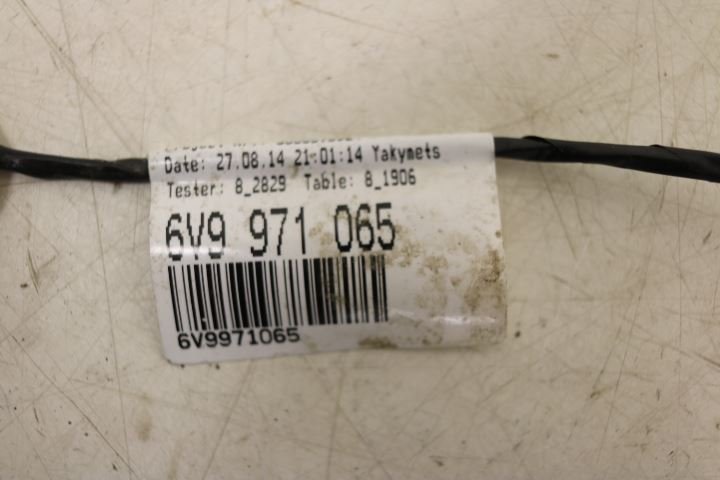 Date: 27.08.14 21:01:14 Yakymets
Tester: 8_2829 Table: 8_1906
6V9 971 065
6V9971065